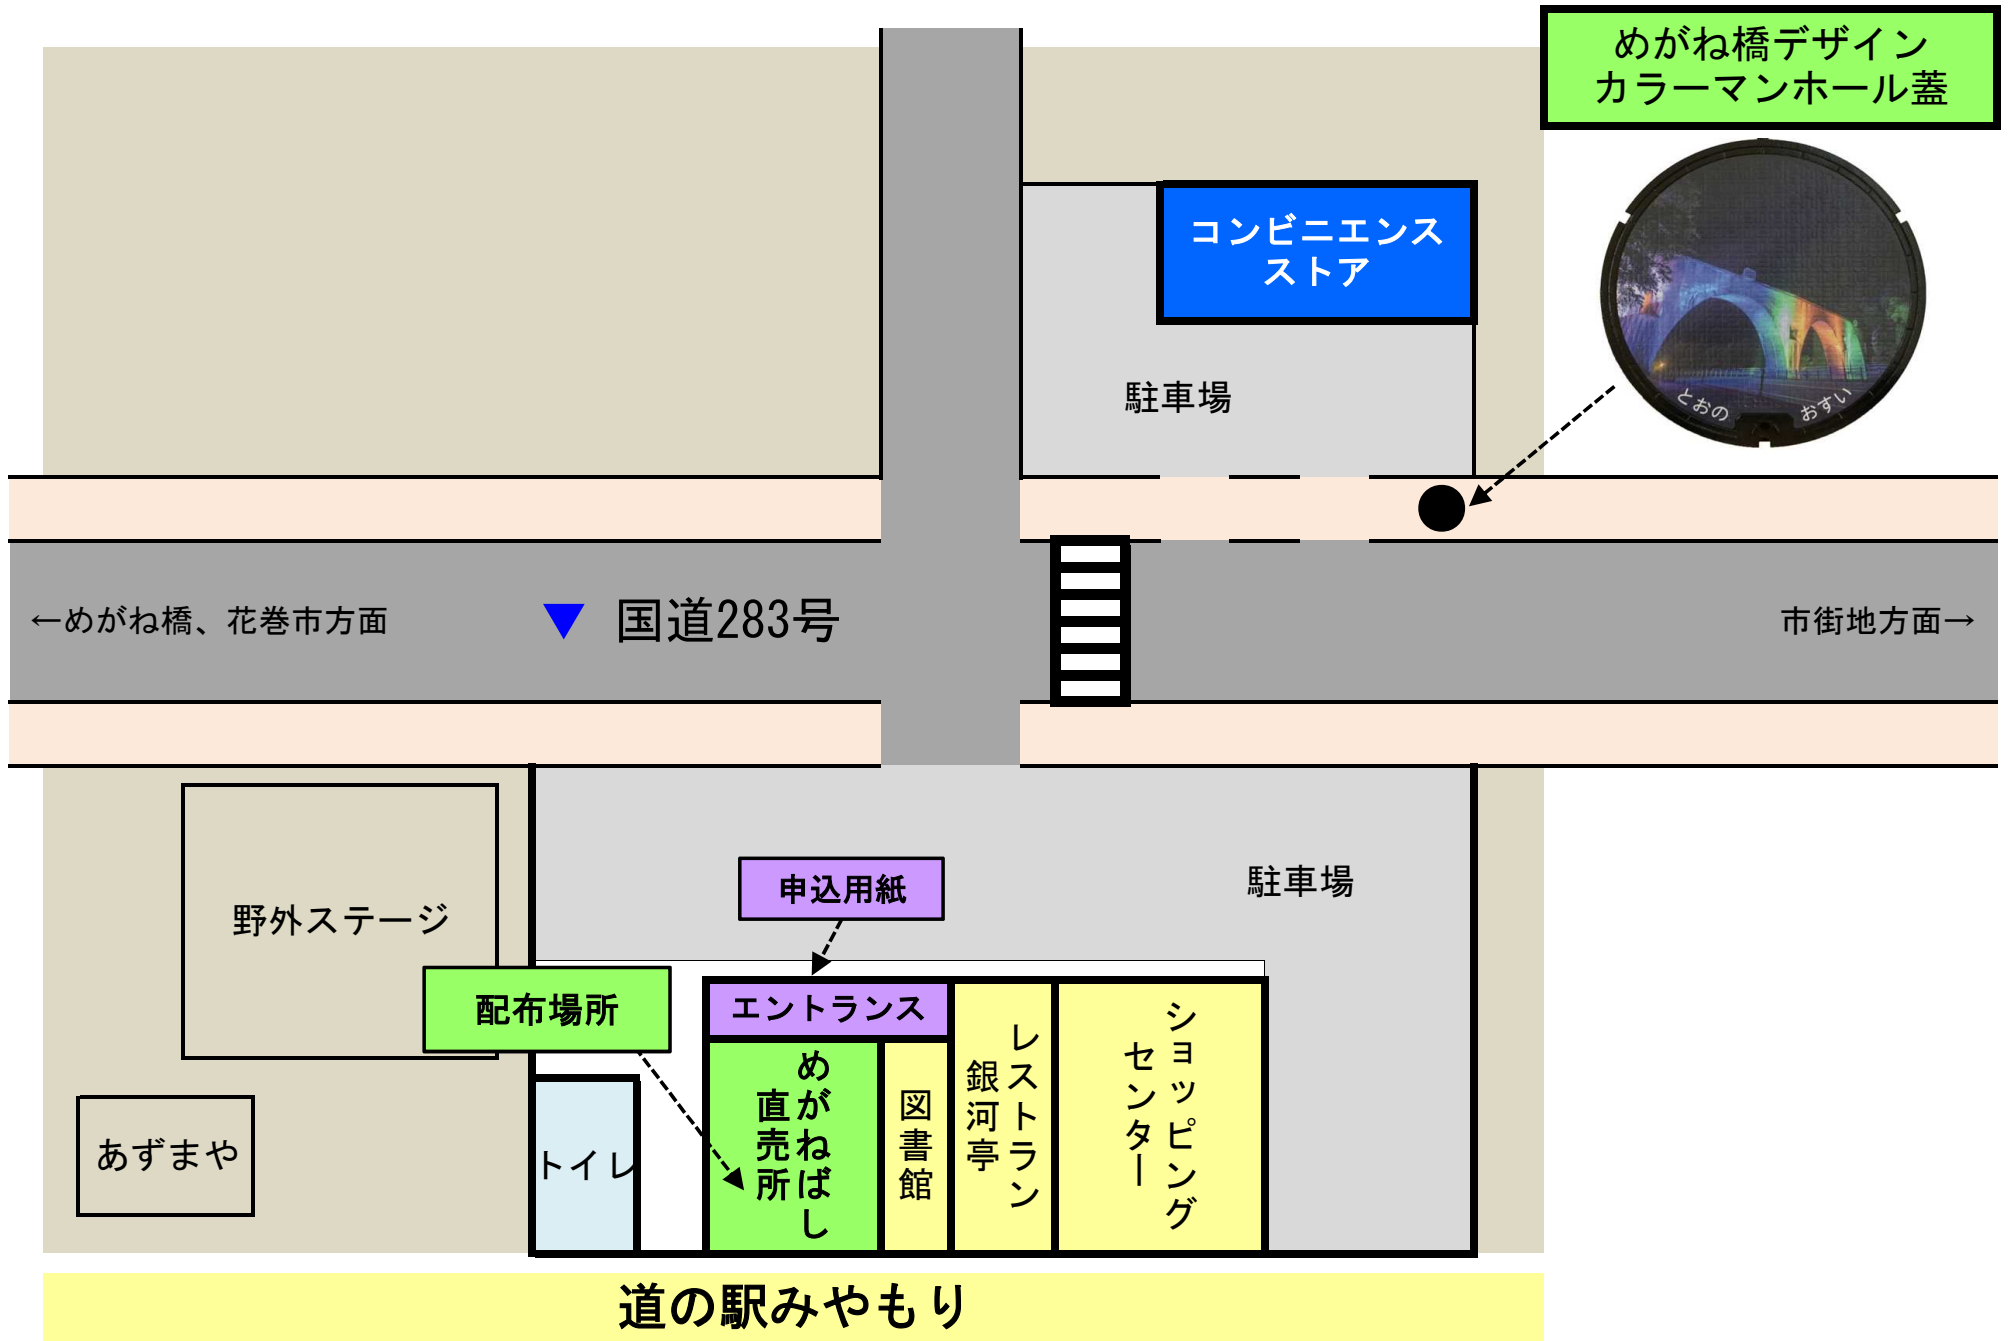 めがね橋デザイン
カラーマンホール蓋
コンビニエンス
ストア
とおの おすい
駐車場
←めがね橋、花巻市方面
国道283号
市街地方面→
駐車場
申込用紙
野外ステージ
配布場所
エントランス
めがねばし
直売所
図書館
レストラン
銀河亭
ショッピング
センター
あずまや
トイレ
道の駅みやもり